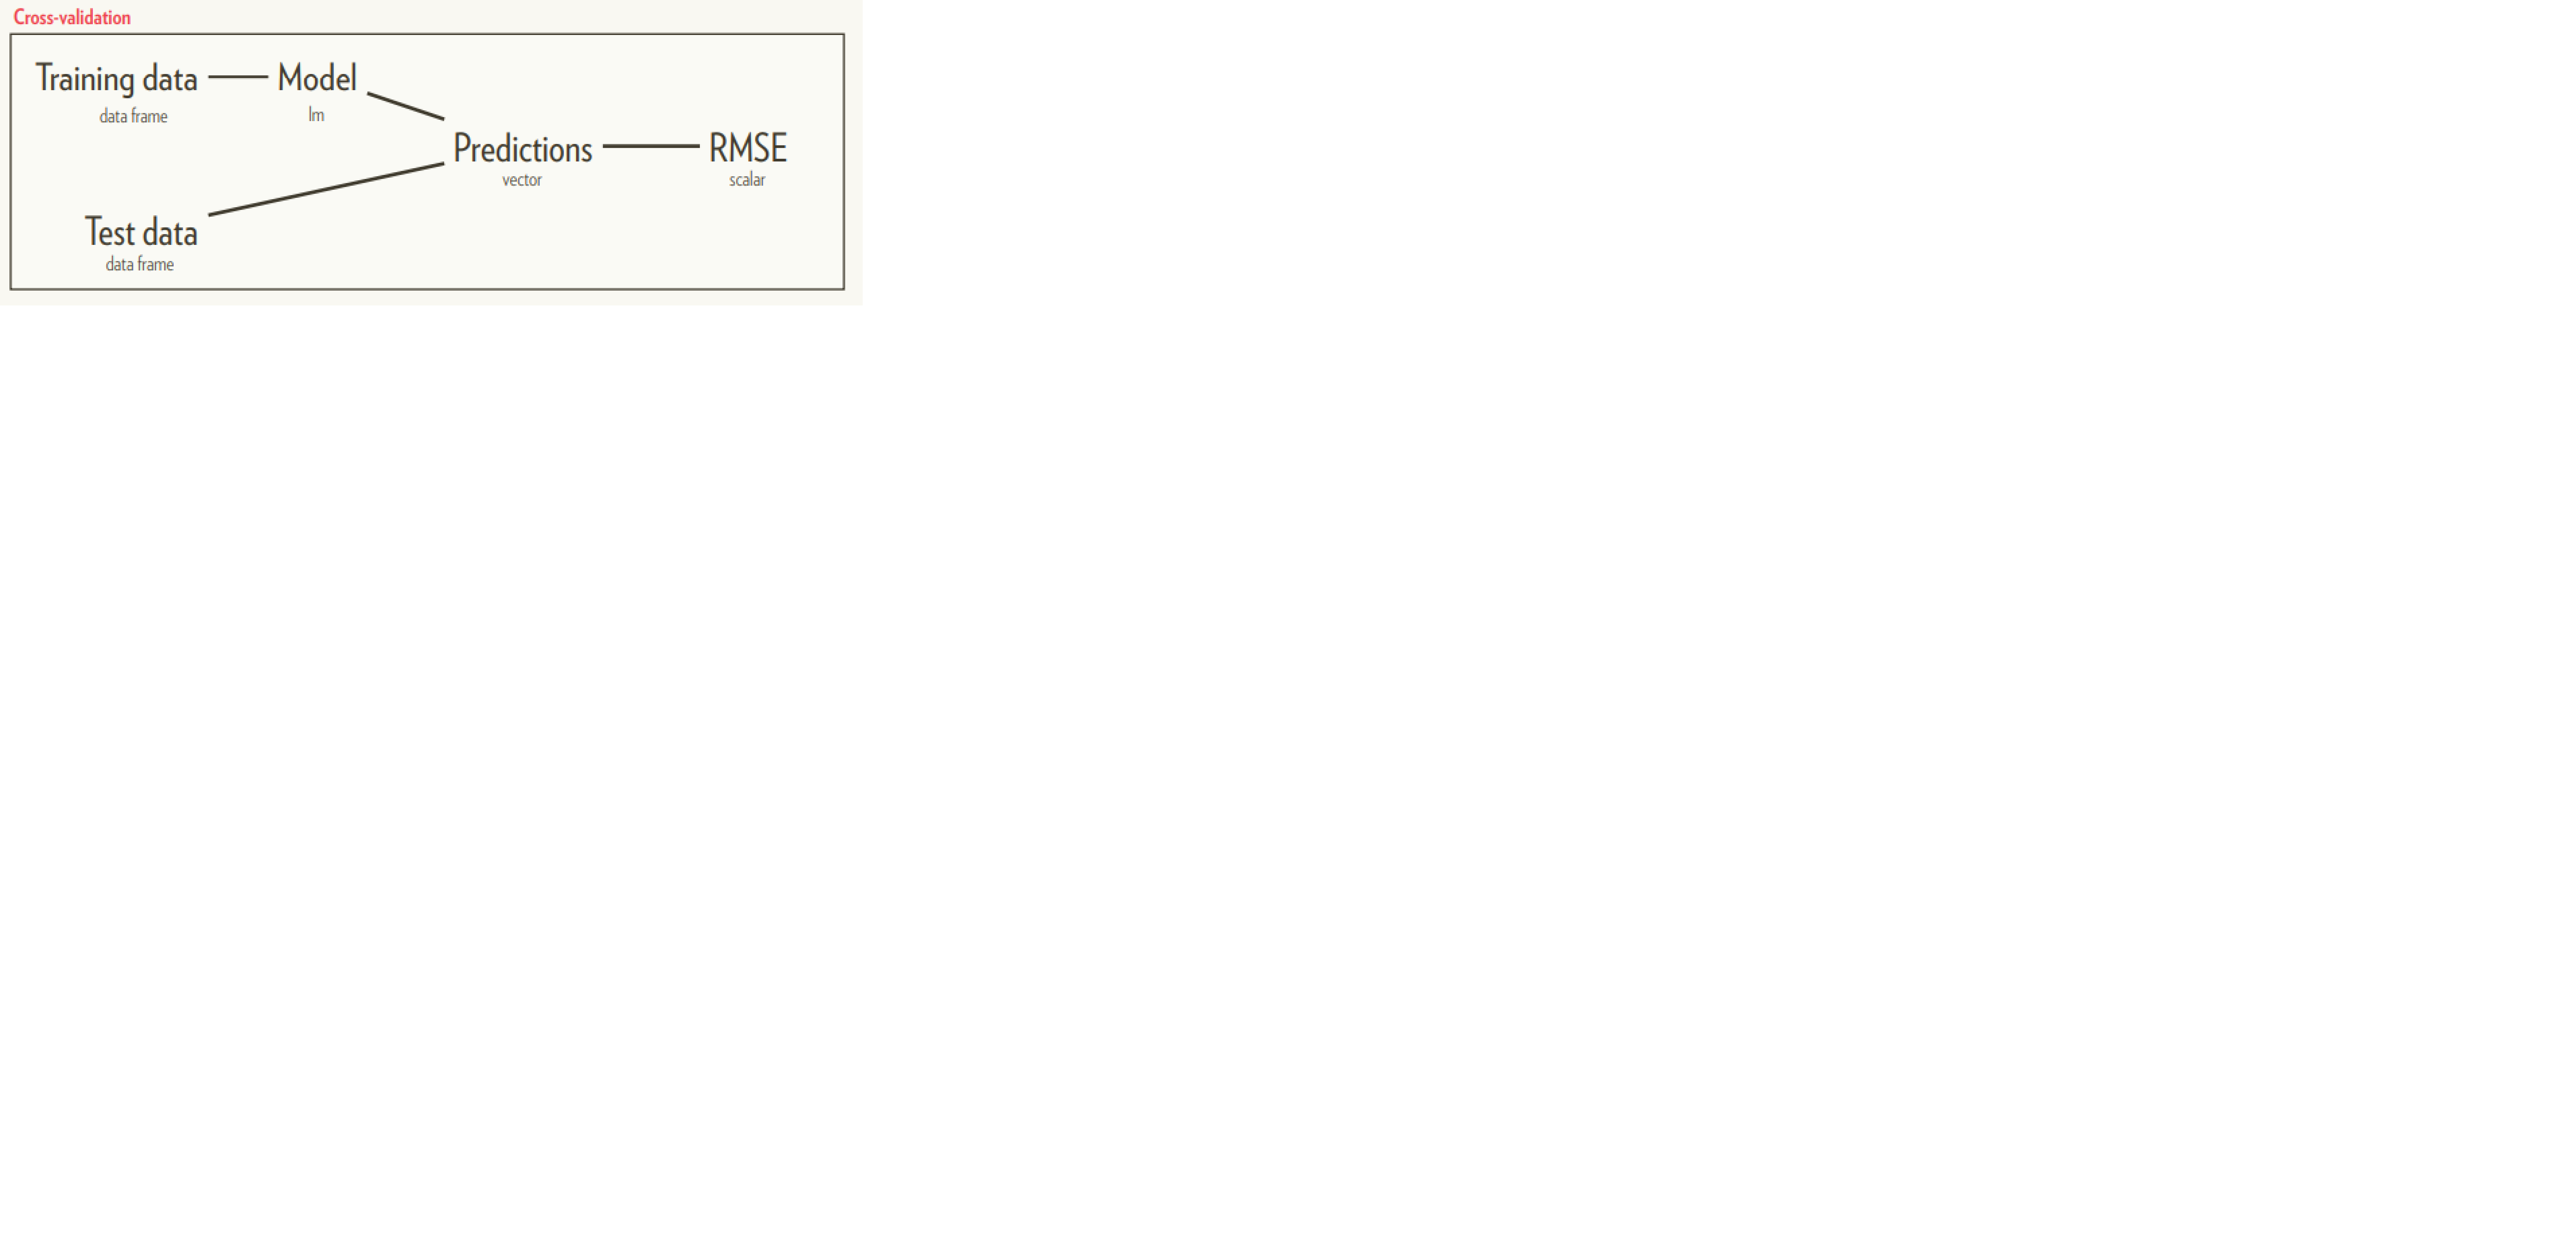 Cross-validation
Training data
data frame
Model
lm
Predictions
vector
RMSE
scalar
Test data
data frame